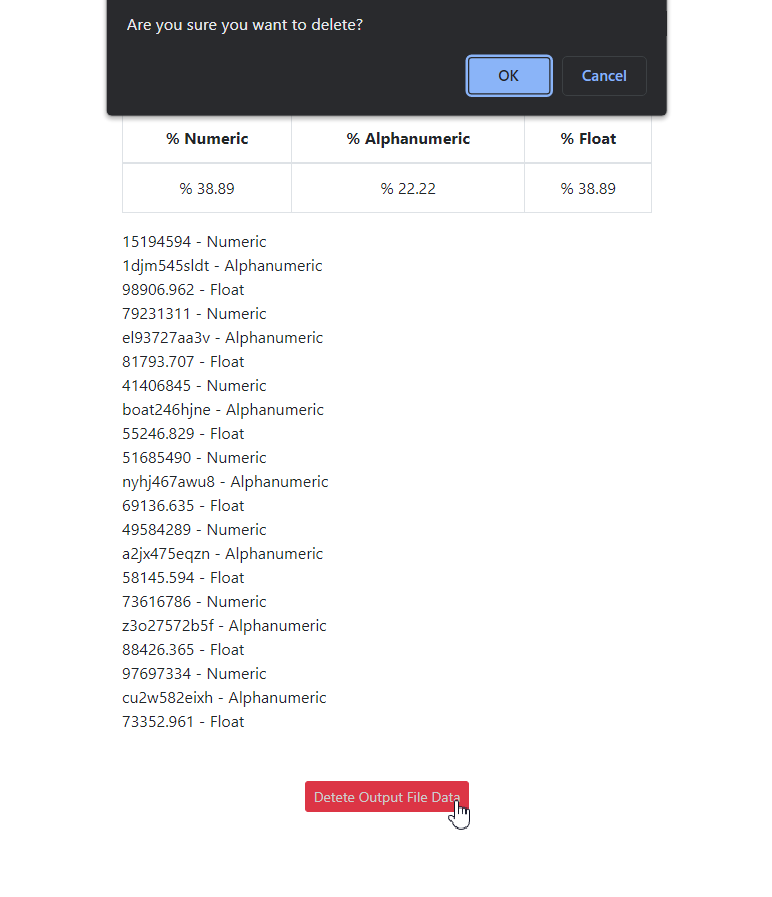 Are you sure you want to delete?
OK Cancel
% Numeric % Alphanumeric % Float
% 38.89 % 22.22 % 38.89
15194594 - Numeric
1djm545sldt - Alphanumeric
98906.962 - Float
79231311 - Numeric
el93727aa3v - Alphanumeric
81793.707 - Float
41406845 - Numeric
boat246hjne - Alphanumeric
55246.829 - Float
51685490 - Numeric
nyhj467awu8 - Alphanumeric
69136.635 - Float
49584289 - Numeric
a2jx475eqzn - Alphanumeric
58145.594 - Float
73616786 - Numeric
z3o27572b5f - Alphanumeric
88426.365 - Float
97697334 - Numeric
cu2w582eixh - Alphanumeric
73352.961 - Float
Detete Output File Data